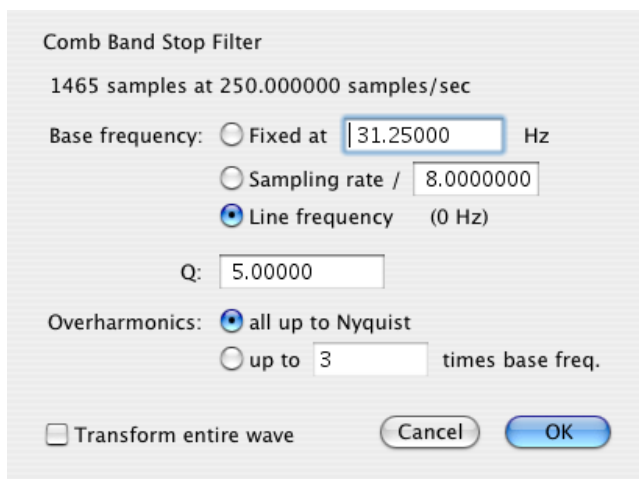 Comb Band Stop Filter
1465 samples at 250.000000 samples/sec
Base frequency: Fixed at 31.25000 Hz
Sampling rate / 8.0000000
Line frequency (0 Hz)
Q: 5.00000
Overharmonics: all up to Nyquist
up to 3 times base freq.
Transform entire wave Cancel OK